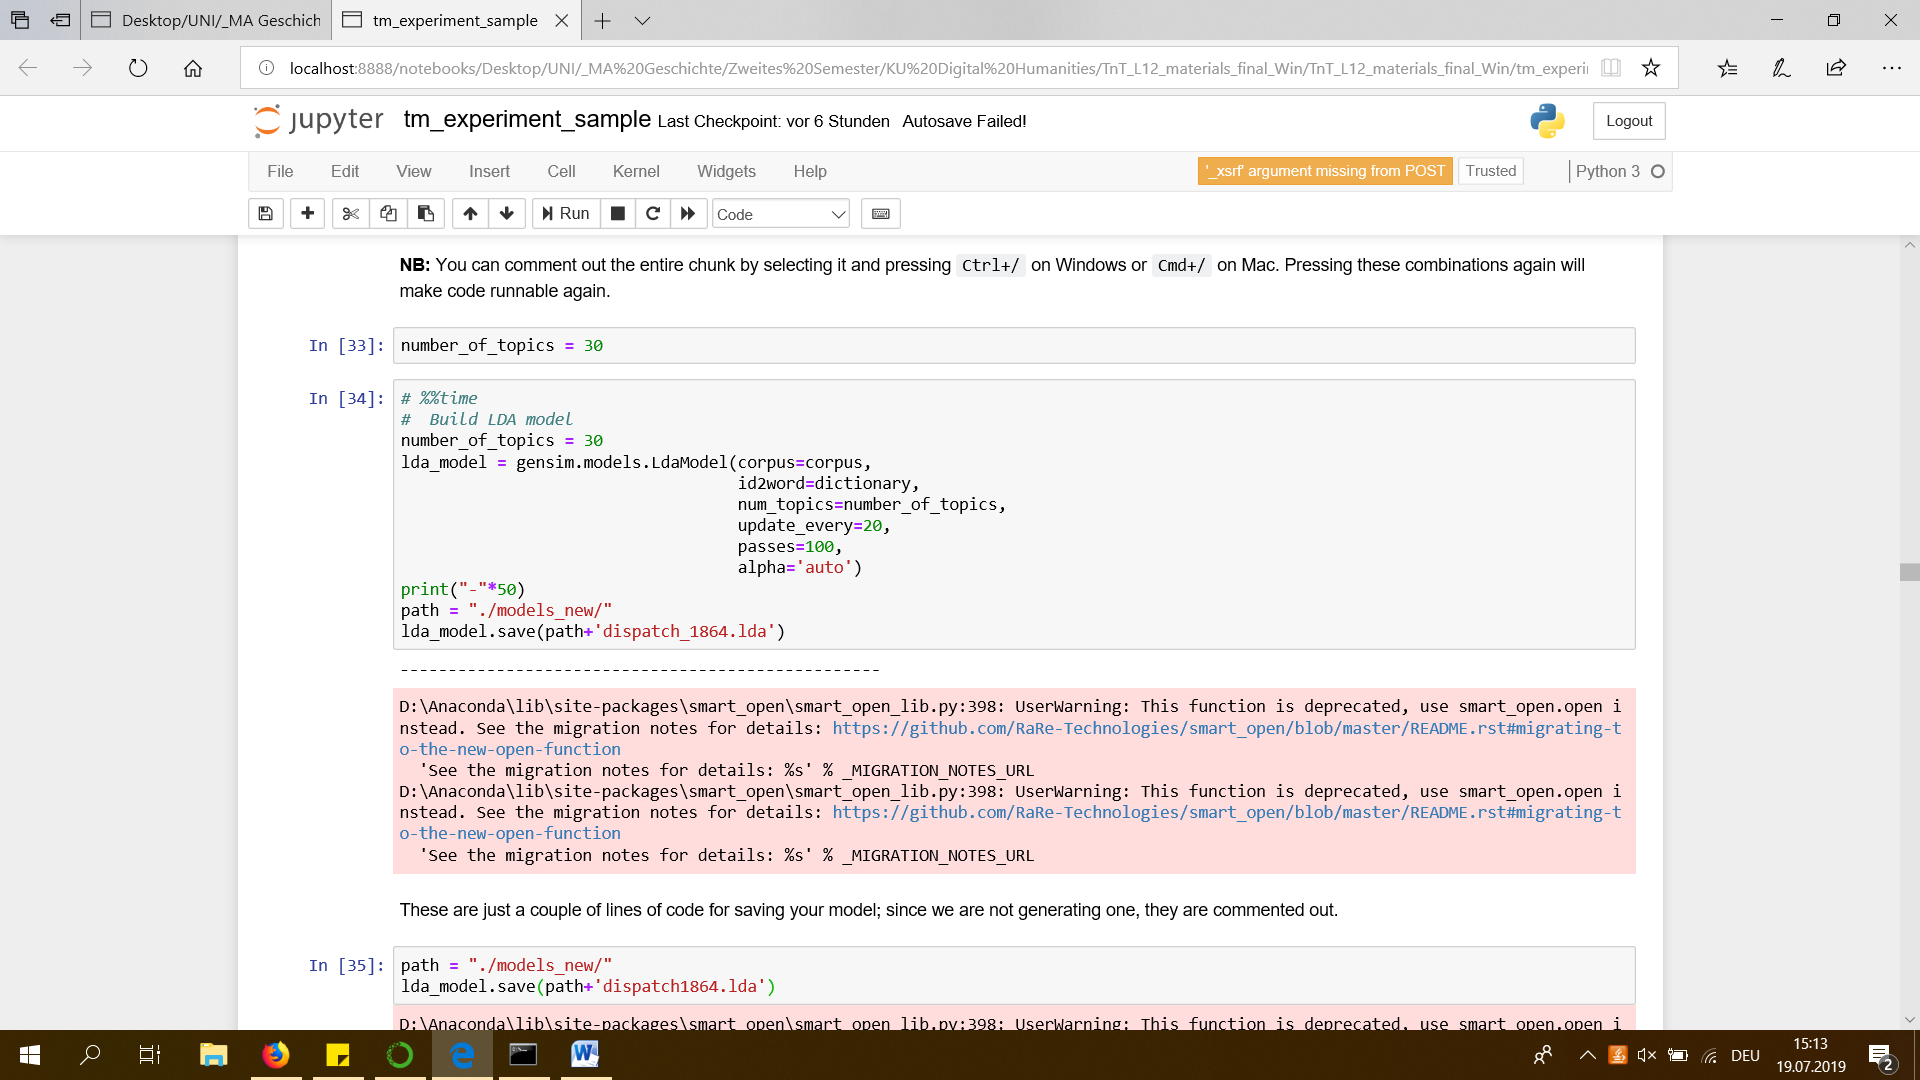 Desktop/UNI/_MA Geschich
tm_experiment_sample
localhost:8888/notebooks/Desktop/UNI/_MA%20Geschichte/Zweites%20Semester/KU%20Digital%20Humanities/TnT_L12_materials_final_Win/TnT_L12_materials_final_Win/tm_experi
jupyter tm_experiment_sample Last Checkpoint: vor 6 Stunden Autosave Failed!
Logout
File Edit View Insert Cell Kernel Widgets Help
'_xsrf' argument missing from POST
Trusted
Python 3
Run
Code
NB: You can comment out the entire chunk by selecting it and pressing Ctrl+/ on Windows or Cmd+/ on Mac. Pressing these combinations again will
make code runnable again.
In [33]: number_of_topics = 30
In [34]: # %%time
#  Build LDA model
number_of_topics = 30
lda_model = gensim.models.LdaModel(corpus=corpus,
id2word=dictionary,
num_topics=number_of_topics,
update_every=20,
passes=100,
alpha='auto')
print("-"*50)
path = "./models_new/"
lda_model.save(path+'dispatch_1864.lda')
--------------------------------------------------
D:\Anaconda\lib\site-packages\smart_open\smart_open_lib.py:398: UserWarning: This function is deprecated, use smart_open.open i
nstead. See the migration notes for details: https://github.com/RaRe-Technologies/smart_open/blob/master/README.rst#migrating-t
o-the-new-open-function
'See the migration notes for details: %s' % _MIGRATION_NOTES_URL
D:\Anaconda\lib\site-packages\smart_open\smart_open_lib.py:398: UserWarning: This function is deprecated, use smart_open.open i
nstead. See the migration notes for details: https://github.com/RaRe-Technologies/smart_open/blob/master/README.rst#migrating-t
o-the-new-open-function
'See the migration notes for details: %s' % _MIGRATION_NOTES_URL
These are just a couple of lines of code for saving your model; since we are not generating one, they are commented out.
In [35]: path = "./models_new/"
lda_model.save(path+'dispatch1864.lda')
D:\Anaconda\lib\site-packages\smart_open\smart_open_lib.py:398: UserWarning: This function is deprecated, use smart_open.open i
DEU
15:13
19.07.2019
2